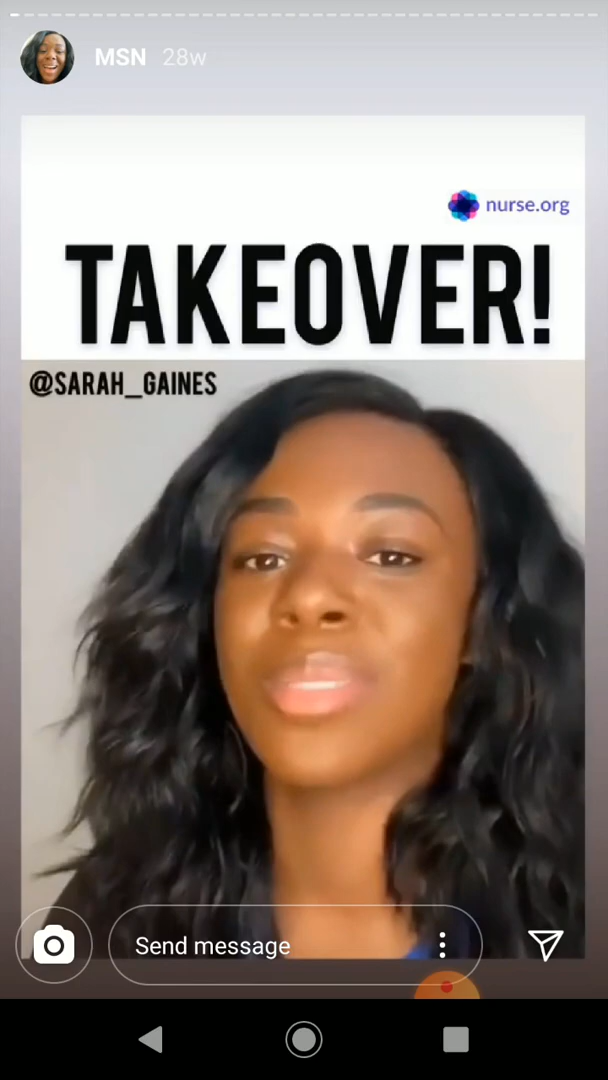 MSN 28w
nurse.org
TAKEOVER!
@SARAH_GAINES
Send message